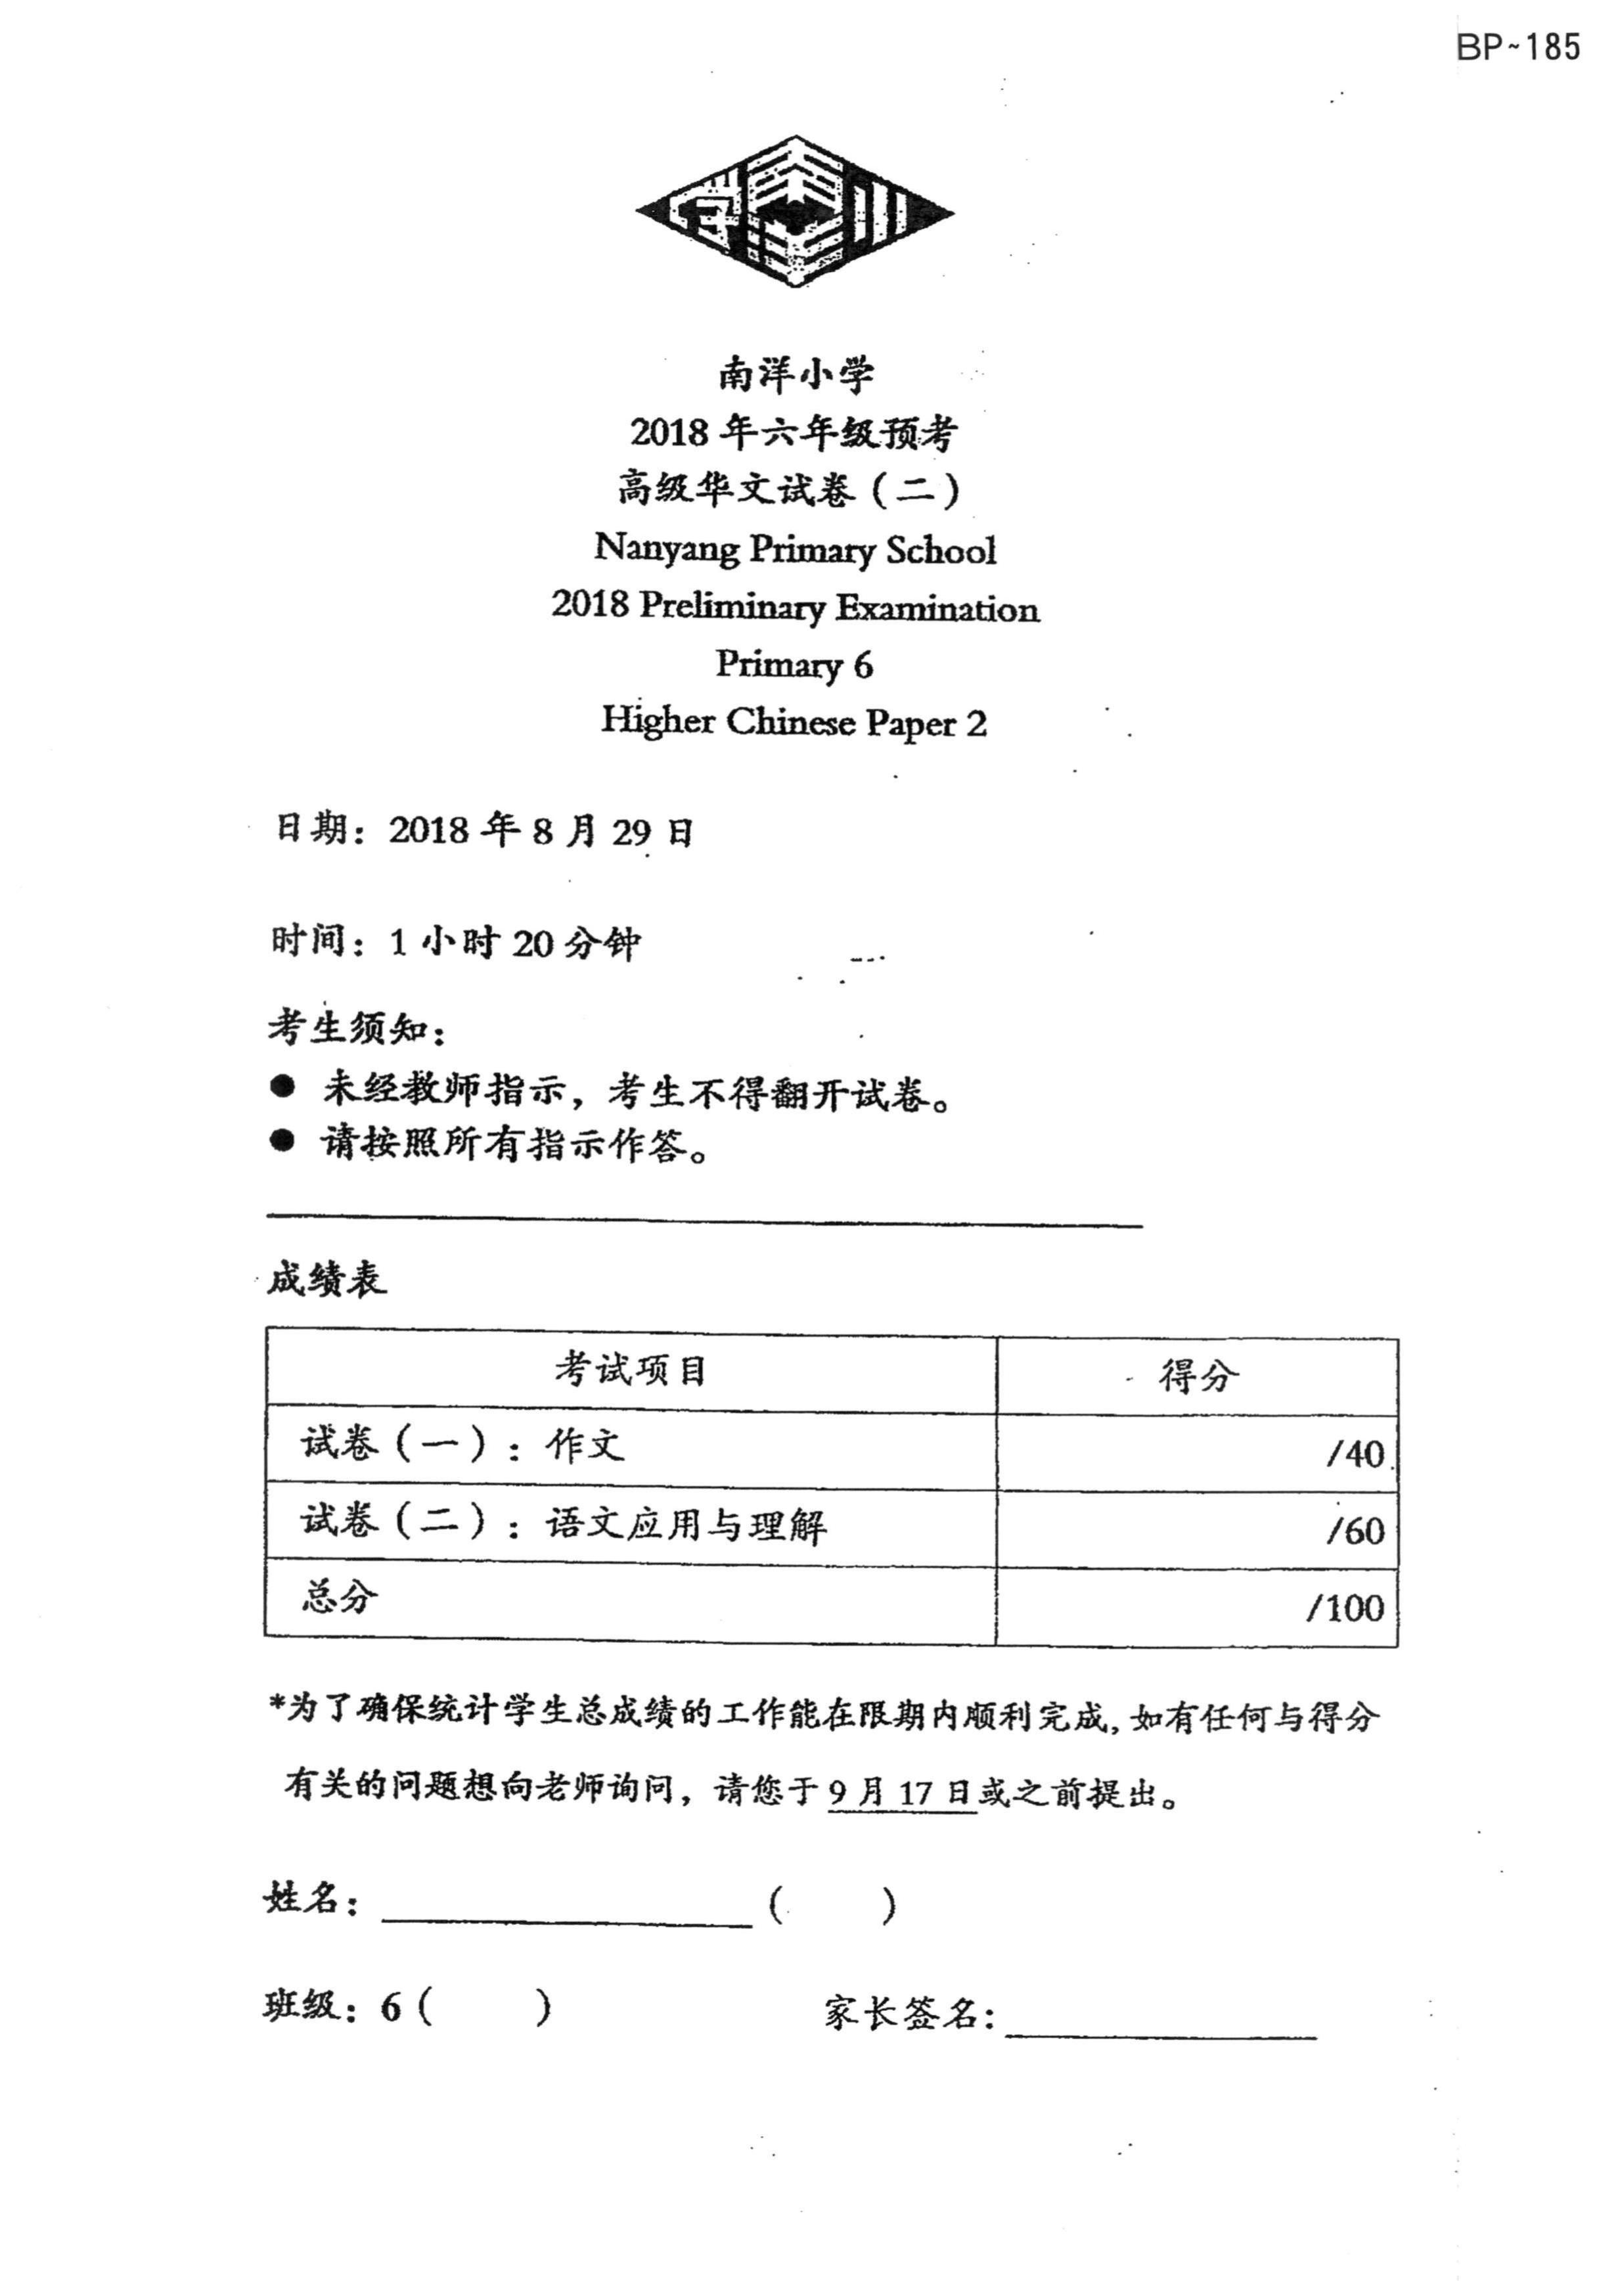 BP~185
南洋小学
2018 年六年级预考
高级华文试卷（二）
Nanyang Primary School
2018 Preliminary Examination
Primary 6
Higher Chinese Paper 2
日期：2018 年 8 月 29 日
时间：1 小时 20 分钟
考生须知：
● 未经教师指示，考生不得翻开试卷。
● 请按照所有指示作答。
成绩表
考试项目 得分
试卷（一）：作文 /40
试卷（二）：语文应用与理解 /60
总分 /100
*为了确保统计学生总成绩的工作能在限期内顺利完成，如有任何与得分
有关的问题想向老师询问，请您于 9 月 17 日或之前提出。
姓名：____________ （ ）
班级：6（ ） 家长签名：____________